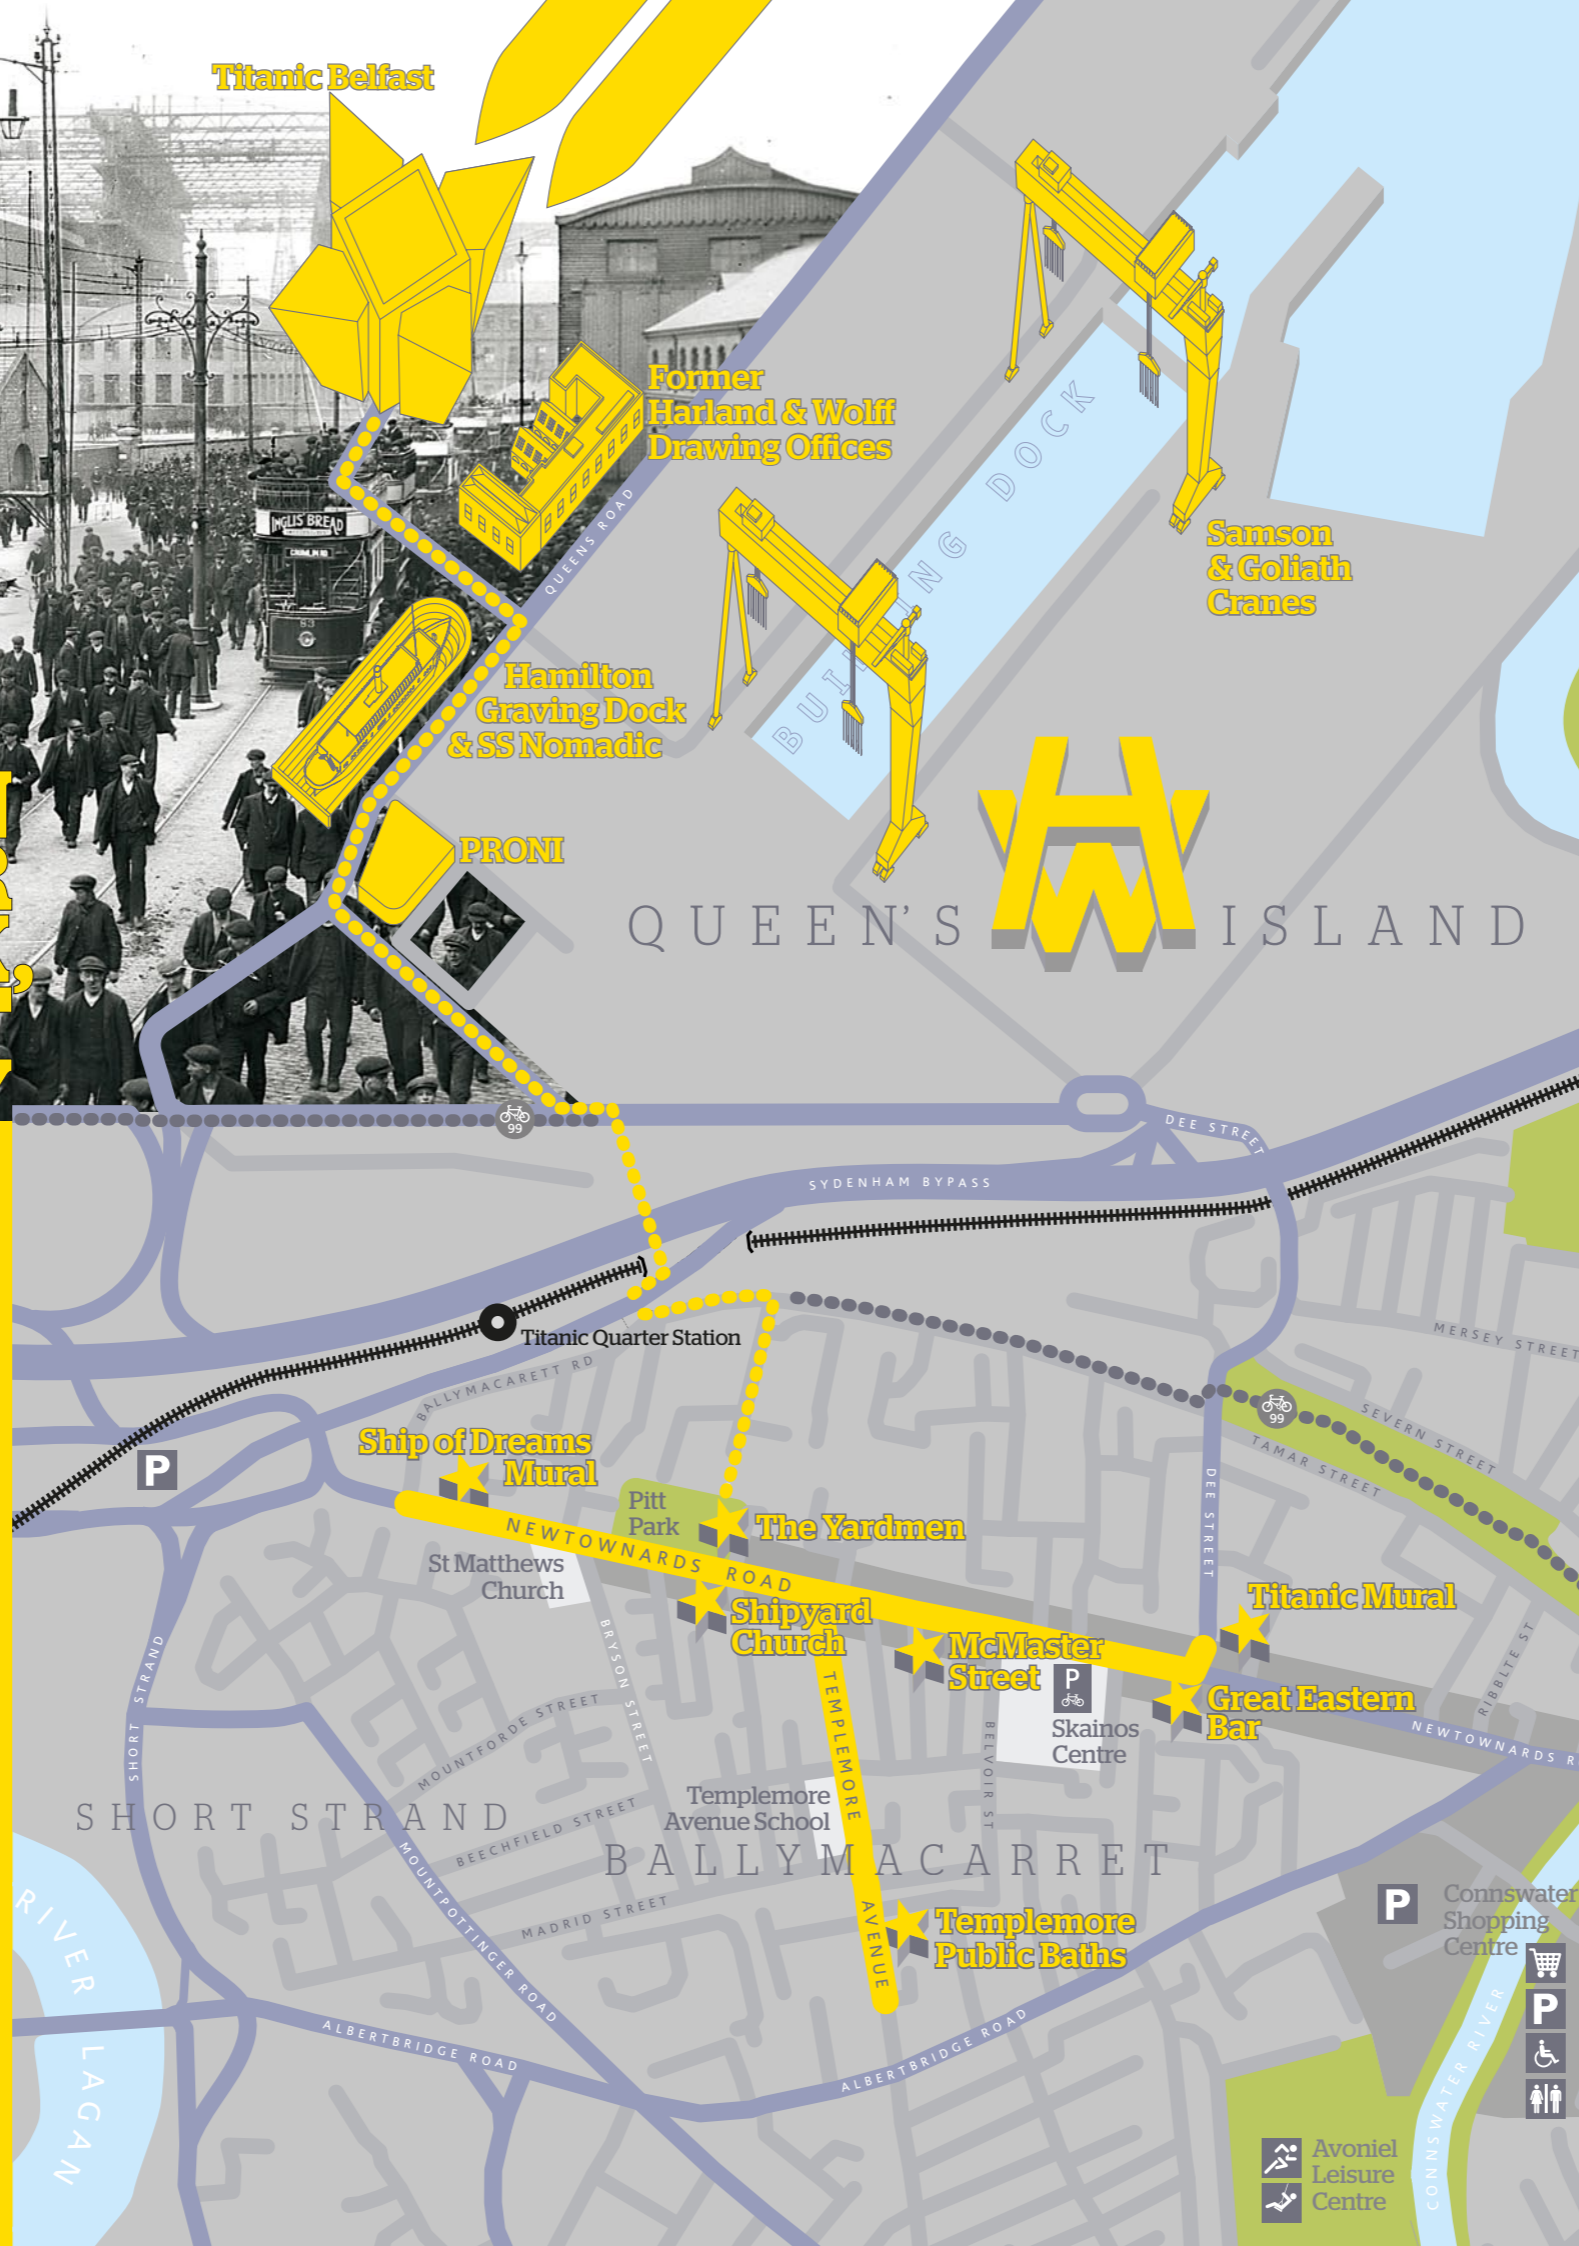 Titanic Belfast
Former
Harland & Wolff
Drawing Offices
INGLIS' BREAD
CRUMLIN RD
83
QUEENS ROAD
BUILDING DOCK
Samson
& Goliath
Cranes
Hamilton
Graving Dock
& SS Nomadic
PRONI
QUEEN'S
ISLAND
99
DEE STREET
SYDENHAM BYPASS
Titanic Quarter Station
BALLYMACARETT RD
MERSEY STREET
99
SEVERN STREET
TAMAR STREET
DEE STREET
P
Ship of Dreams
Mural
Pitt
Park
The Yardmen
NEWTOWNARDS ROAD
St Matthews
Church
Shipyard
Church
Titanic Mural
McMaster
Street
P
Skainos
Centre
Great Eastern
Bar
RIBBLTE ST
NEWTOWNARDS R
SHORT STRAND
BRYSON STREET
MOUNTFORDE STREET
TEMPLEMORE
AVENUE
BELVOIR ST
Templemore
Avenue School
SHORT STRAND
BEECHFIELD STREET
BALLYMACARRET
MADRID STREET
MOUNTPOTTINGER ROAD
Templemore
Public Baths
P
Connswater
Shopping
Centre
P
RIVER LAGAN
ALBERTBRIDGE ROAD
ALBERTBRIDGE ROAD
CONNSWATER RIVER
Avoniel
Leisure
Centre